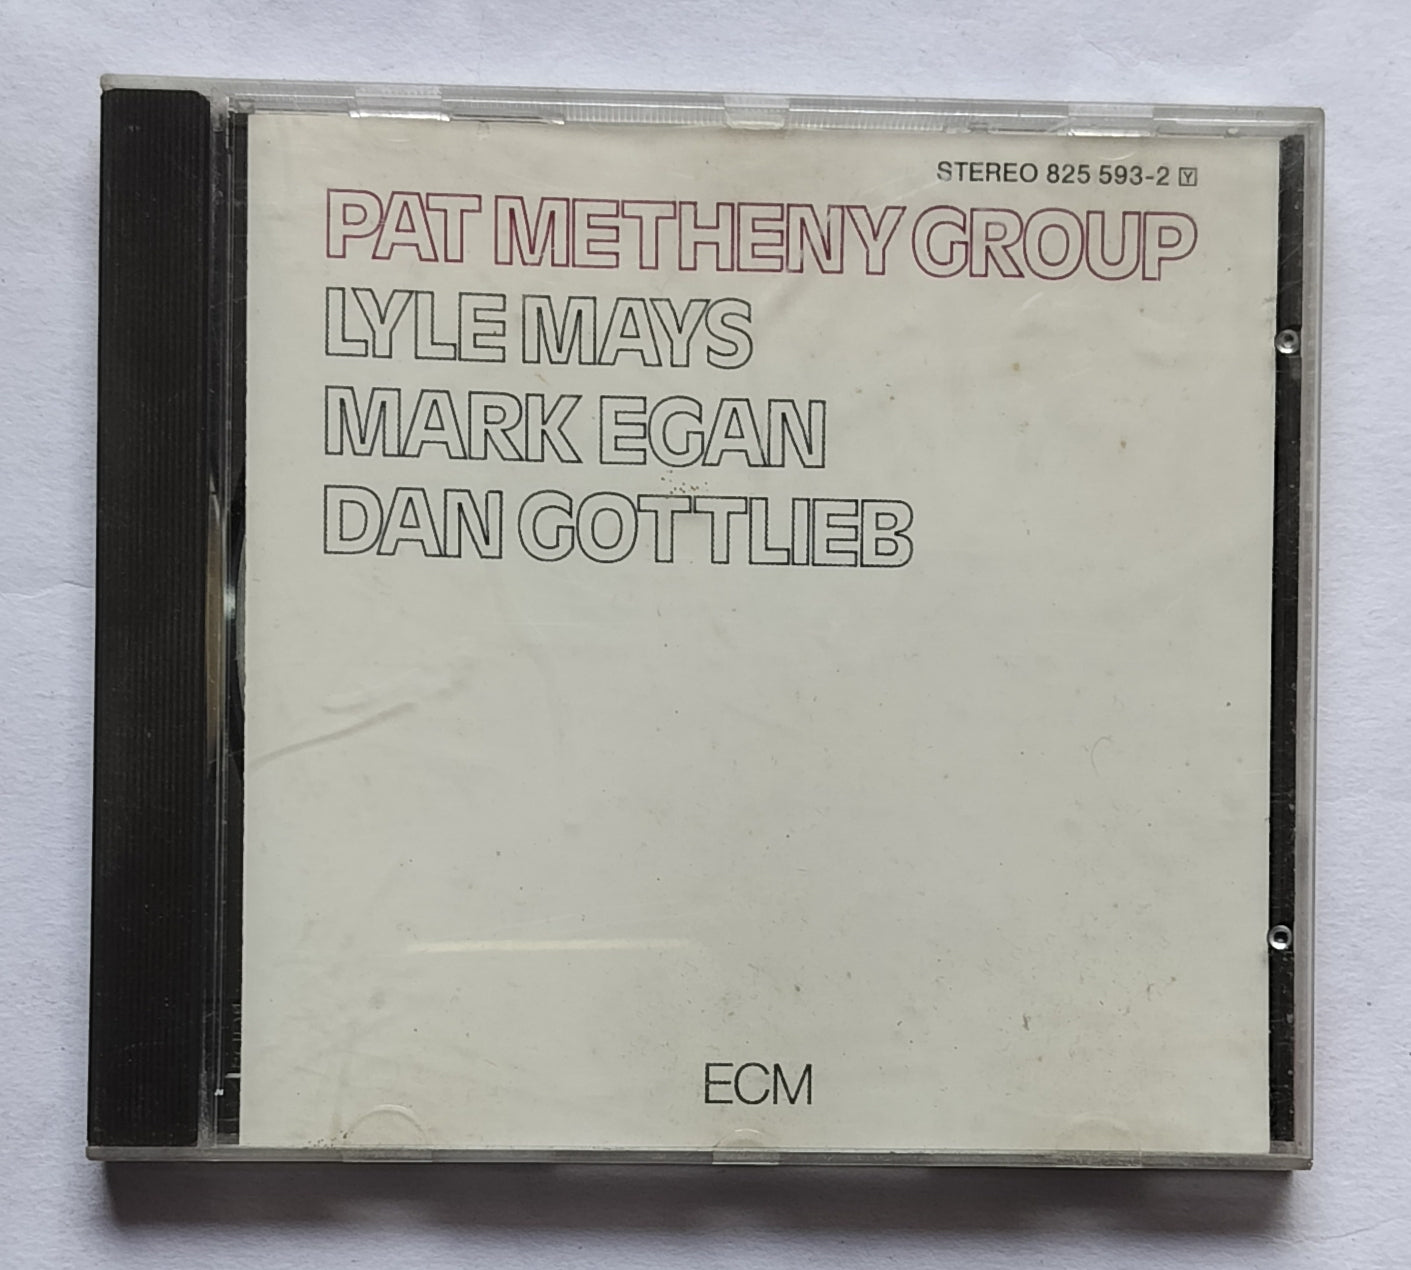 STEREO 825 593-2 Y
PAT METHENY GROUP
LYLE MAYS
MARK EGAN
DAN GOTTLIEB
ECM